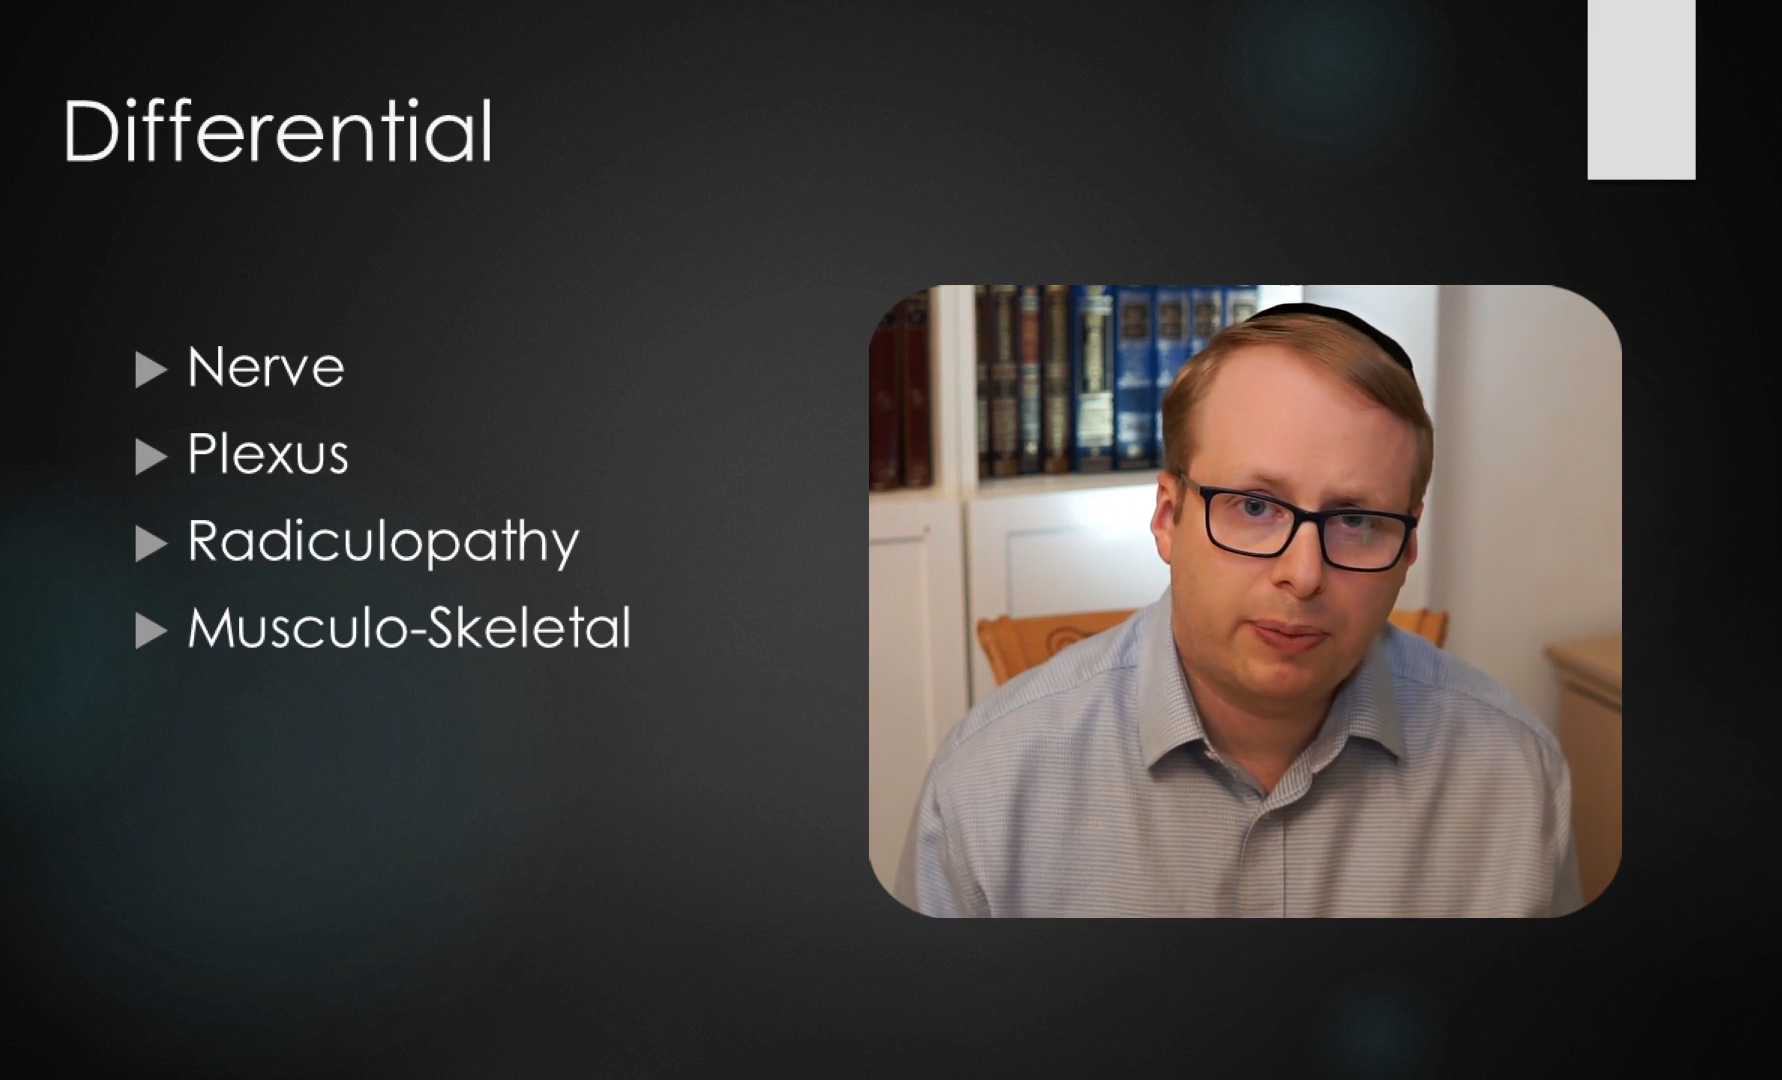 Differential
Nerve
Plexus
Radiculopathy
Musculo-Skeletal